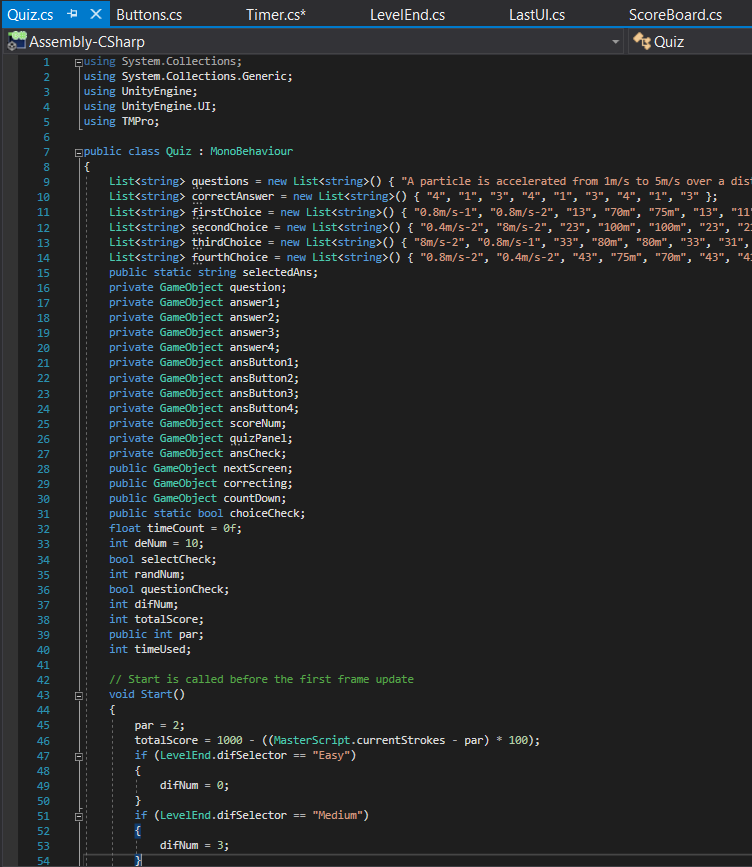 Quiz.cs Buttons.cs Timer.cs* LevelEnd.cs LastUI.cs ScoreBoard.cs
Assembly-CSharp Quiz
1 using System.Collections;
2 using System.Collections.Generic;
3 using UnityEngine;
4 using UnityEngine.UI;
5 using TMPro;
6
7 public class Quiz : MonoBehaviour
8 {
9 List<string> questions = new List<string>() { "A particle is accelerated from 1m/s to 5m/s over a dis
10 List<string> correctAnswer = new List<string>() { "4", "1", "3", "4", "1", "3", "4", "1", "3" };
11 List<string> firstChoice = new List<string>() { "0.8m/s-1", "0.8m/s-2", "13", "70m", "75m", "13", "11"
12 List<string> secondChoice = new List<string>() { "0.4m/s-2", "8m/s-2", "23", "100m", "100m", "23", "2
13 List<string> thirdChoice = new List<string>() { "8m/s-2", "0.8m/s-1", "33", "80m", "80m", "33", "31",
14 List<string> fourthChoice = new List<string>() { "0.8m/s-2", "0.4m/s-2", "43", "75m", "70m", "43", "4
15 public static string selectedAns;
16 private GameObject question;
17 private GameObject answer1;
18 private GameObject answer2;
19 private GameObject answer3;
20 private GameObject answer4;
21 private GameObject ansButton1;
22 private GameObject ansButton2;
23 private GameObject ansButton3;
24 private GameObject ansButton4;
25 private GameObject scoreNum;
26 private GameObject quizPanel;
27 private GameObject ansCheck;
28 public GameObject nextScreen;
29 public GameObject correcting;
30 public GameObject countDown;
31 public static bool choiceCheck;
32 float timeCount = 0f;
33 int deNum = 10;
34 bool selectCheck;
35 int randNum;
36 bool questionCheck;
37 int difNum;
38 int totalScore;
39 public int par;
40 int timeUsed;
41
42 // Start is called before the first frame update
43 void Start()
44 {
45 par = 2;
46 totalScore = 1000 - ((MasterScript.currentStrokes - par) * 100);
47 if (LevelEnd.difSelector == "Easy")
48 {
49 difNum = 0;
50 }
51 if (LevelEnd.difSelector == "Medium")
52 {
53 difNum = 3;
54 }